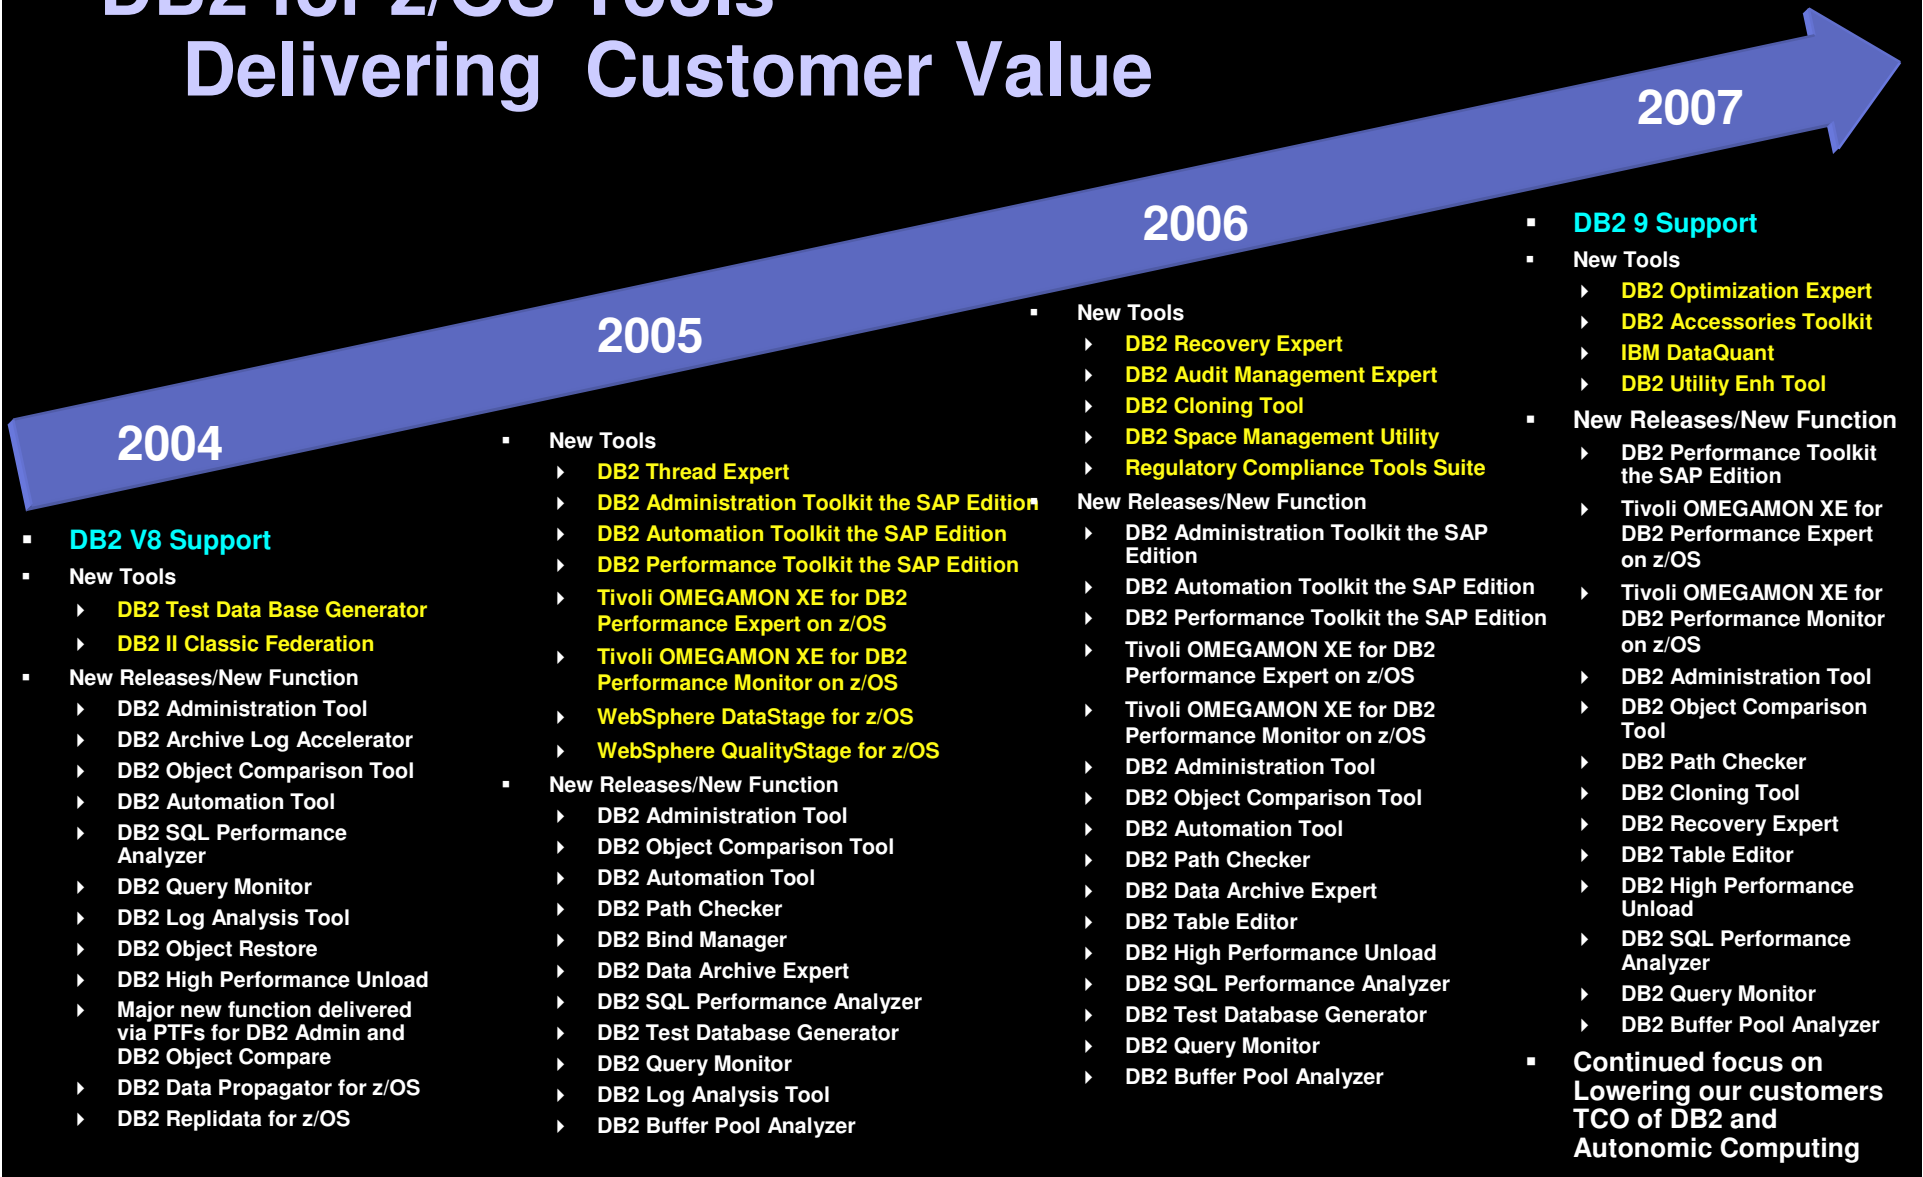 DB2 for z/OS Tools
Delivering Customer Value
2004
2005
2006
2007
DB2 V8 Support
New Tools
DB2 Test Data Base Generator
DB2 II Classic Federation
New Releases/New Function
DB2 Administration Tool
DB2 Archive Log Accelerator
DB2 Object Comparison Tool
DB2 Automation Tool
DB2 SQL Performance
Analyzer
DB2 Query Monitor
DB2 Log Analysis Tool
DB2 Object Restore
DB2 High Performance Unload
Major new function delivered
via PTFs for DB2 Admin and
DB2 Object Compare
DB2 Data Propagator for z/OS
DB2 Replidata for z/OS
New Tools
DB2 Thread Expert
DB2 Administration Toolkit the SAP Edition
DB2 Automation Toolkit the SAP Edition
DB2 Performance Toolkit the SAP Edition
Tivoli OMEGAMON XE for DB2
Performance Expert on z/OS
Tivoli OMEGAMON XE for DB2
Performance Monitor on z/OS
WebSphere DataStage for z/OS
WebSphere QualityStage for z/OS
New Releases/New Function
DB2 Administration Tool
DB2 Object Comparison Tool
DB2 Automation Tool
DB2 Path Checker
DB2 Bind Manager
DB2 Data Archive Expert
DB2 SQL Performance Analyzer
DB2 Test Database Generator
DB2 Query Monitor
DB2 Log Analysis Tool
DB2 Buffer Pool Analyzer
New Tools
DB2 Recovery Expert
DB2 Audit Management Expert
DB2 Cloning Tool
DB2 Space Management Utility
Regulatory Compliance Tools Suite
New Releases/New Function
DB2 Administration Toolkit the SAP
Edition
DB2 Automation Toolkit the SAP Edition
DB2 Performance Toolkit the SAP Edition
Tivoli OMEGAMON XE for DB2
Performance Expert on z/OS
Tivoli OMEGAMON XE for DB2
Performance Monitor on z/OS
DB2 Administration Tool
DB2 Object Comparison Tool
DB2 Automation Tool
DB2 Path Checker
DB2 Data Archive Expert
DB2 Table Editor
DB2 High Performance Unload
DB2 SQL Performance Analyzer
DB2 Test Database Generator
DB2 Query Monitor
DB2 Buffer Pool Analyzer
DB2 9 Support
New Tools
DB2 Optimization Expert
DB2 Accessories Toolkit
IBM DataQuant
DB2 Utility Enh Tool
New Releases/New Function
DB2 Performance Toolkit
the SAP Edition
Tivoli OMEGAMON XE for
DB2 Performance Expert
on z/OS
Tivoli OMEGAMON XE for
DB2 Performance Monitor
on z/OS
DB2 Administration Tool
DB2 Object Comparison
Tool
DB2 Path Checker
DB2 Cloning Tool
DB2 Recovery Expert
DB2 Table Editor
DB2 High Performance
Unload
DB2 SQL Performance
Analyzer
DB2 Query Monitor
DB2 Buffer Pool Analyzer
Continued focus on
Lowering our customers
TCO of DB2 and
Autonomic Computing